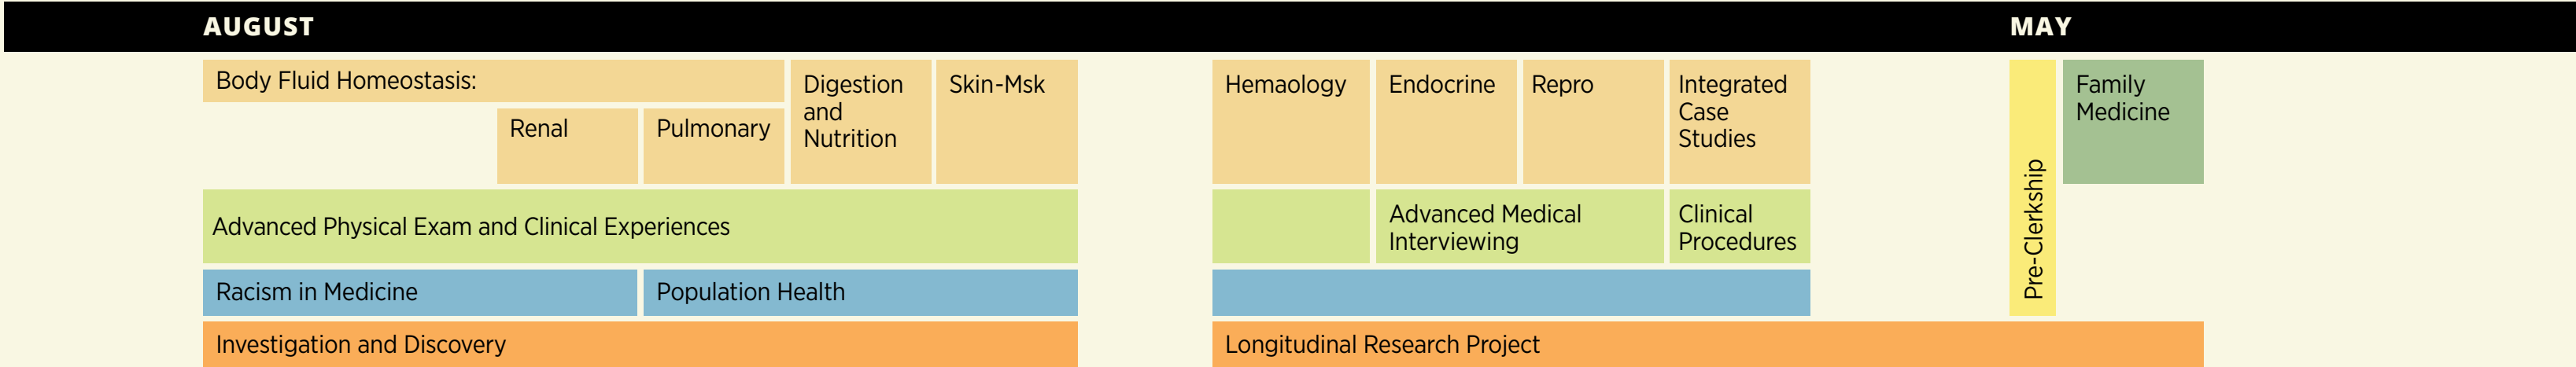 AUGUST
MAY
Body Fluid Homeostasis:
Renal
Pulmonary
Digestion
and
Nutrition
Skin-Msk
Hemaology
Endocrine
Repro
Integrated
Case
Studies
Pre-Clerkship
Family
Medicine
Advanced Physical Exam and Clinical Experiences
Advanced Medical
Interviewing
Clinical
Procedures
Racism in Medicine
Population Health
Investigation and Discovery
Longitudinal Research Project